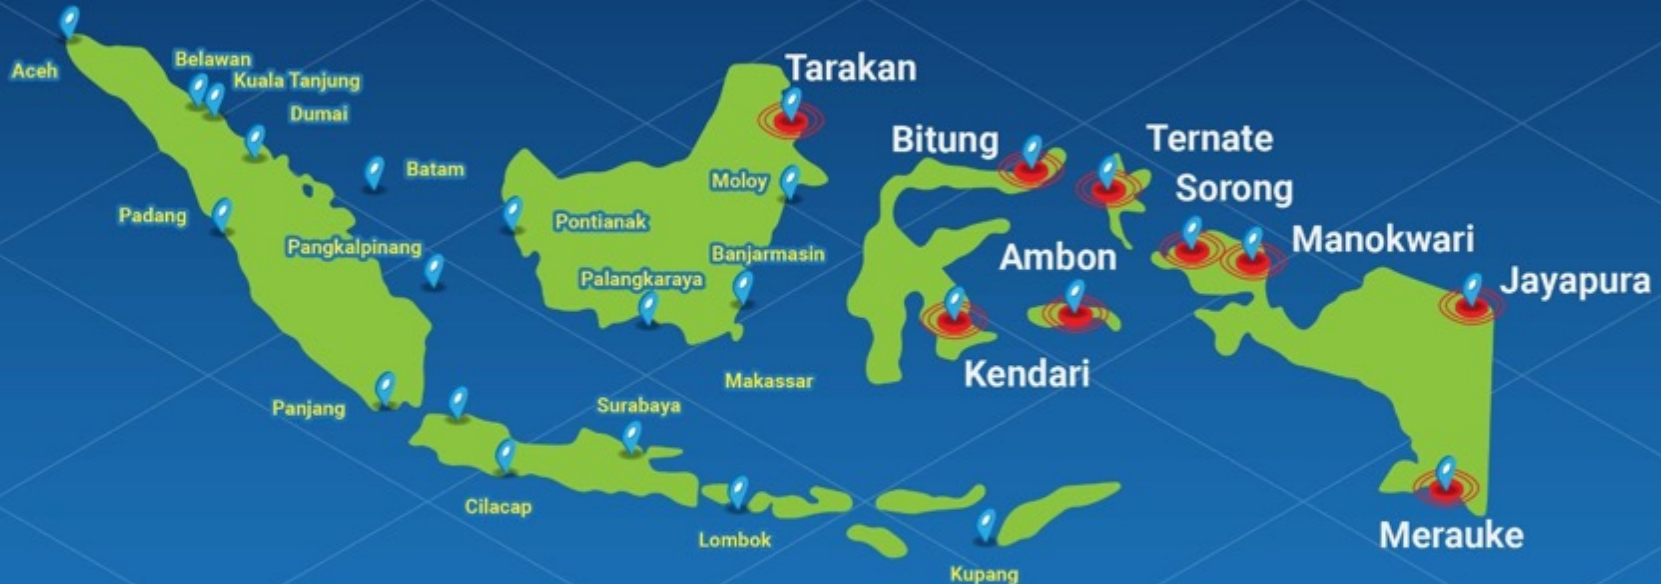 Aceh
Belawan
Kuala Tanjung
Dumai
Batam
Padang
Pangkalpinang
Panjang
Tarakan
Moloy
Pontianak
Banjarmasin
Palangkaraya
Makassar
Surabaya
Cilacap
Lombok
Kupang
Bitung
Ternate
Sorong
Manokwari
Ambon
Jayapura
Kendari
Merauke